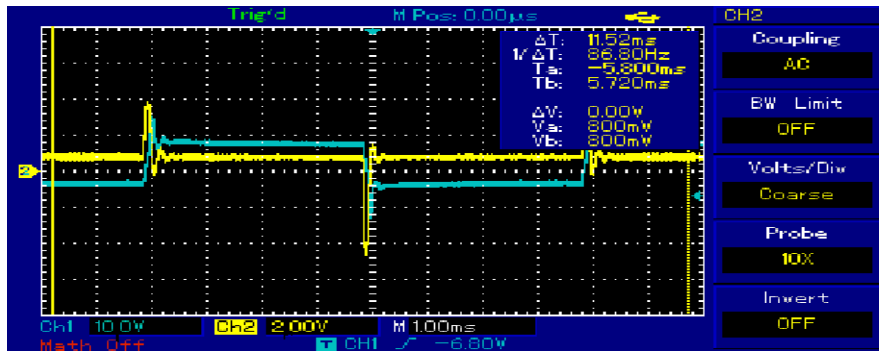 Trig'd M Pos: 0.00µs CH2
ΔT: 11.52ms
1/ΔT: 86.80Hz
Ta: -5.800ms
Tb: 5.720ms
ΔV: 0.00V
Va: 800mV
Vb: 800mV
Coupling
AC
BW Limit
OFF
Volts/Div
Coarse
Probe
10X
Invert
OFF
2
Ch1 10.0V Ch2 2.00V M 1.00ms
Math Off T CH1 -6.80V